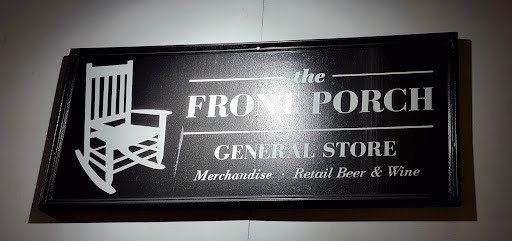 the
FRONT PORCH
GENERAL STORE
Merchandise · Retail Beer & Wine